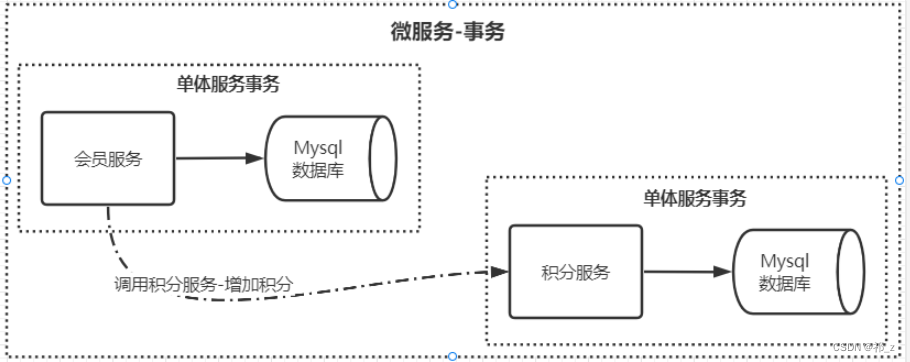 微服务-事务
单体服务事务
会员服务
Mysql
数据库
单体服务事务
调用积分服务-增加积分
积分服务
Mysql
数据库
CSDN @祁_z